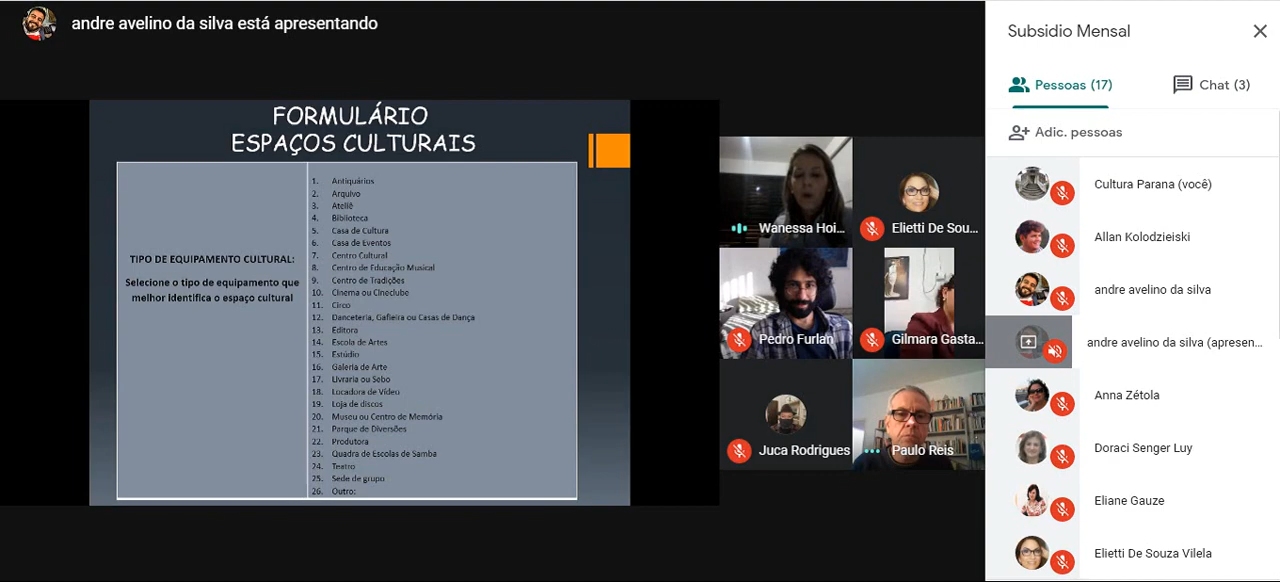 andre avelino da silva está apresentando
FORMULÁRIO
ESPAÇOS CULTURAIS
TIPO DE EQUIPAMENTO CULTURAL:
Selecione o tipo de equipamento que
melhor identifica o espaço cultural
1. Antiquários
2. Arquivo
3. Ateliê
4. Biblioteca
5. Casa de Cultura
6. Casa de Eventos
7. Centro Cultural
8. Centro de Educação Musical
9. Centro de Tradições
10. Cinema ou Cineclube
11. Circo
12. Danceteria, Gafieira ou Casas de Dança
13. Editora
14. Escola de Artes
15. Estúdio
16. Galeria de Arte
17. Livraria ou Sebo
18. Locadora de Vídeo
19. Loja de discos
20. Museu ou Centro de Memória
21. Parque de Diversões
22. Produtora
23. Quadra de Escolas de Samba
24. Teatro
25. Sede de grupo
26. Outro:
Wanessa Hoi...
Elietti De Sou...
Pedro Furlan
Gilmara Gasta...
Juca Rodrigues
Paulo Reis
Subsidio Mensal
Pessoas (17)
Chat (3)
Adic. pessoas
Cultura Parana (você)
Allan Kolodzieiski
andre avelino da silva
andre avelino da silva (apresen...
Anna Zétola
Doraci Senger Luy
Eliane Gauze
Elietti De Souza Vilela